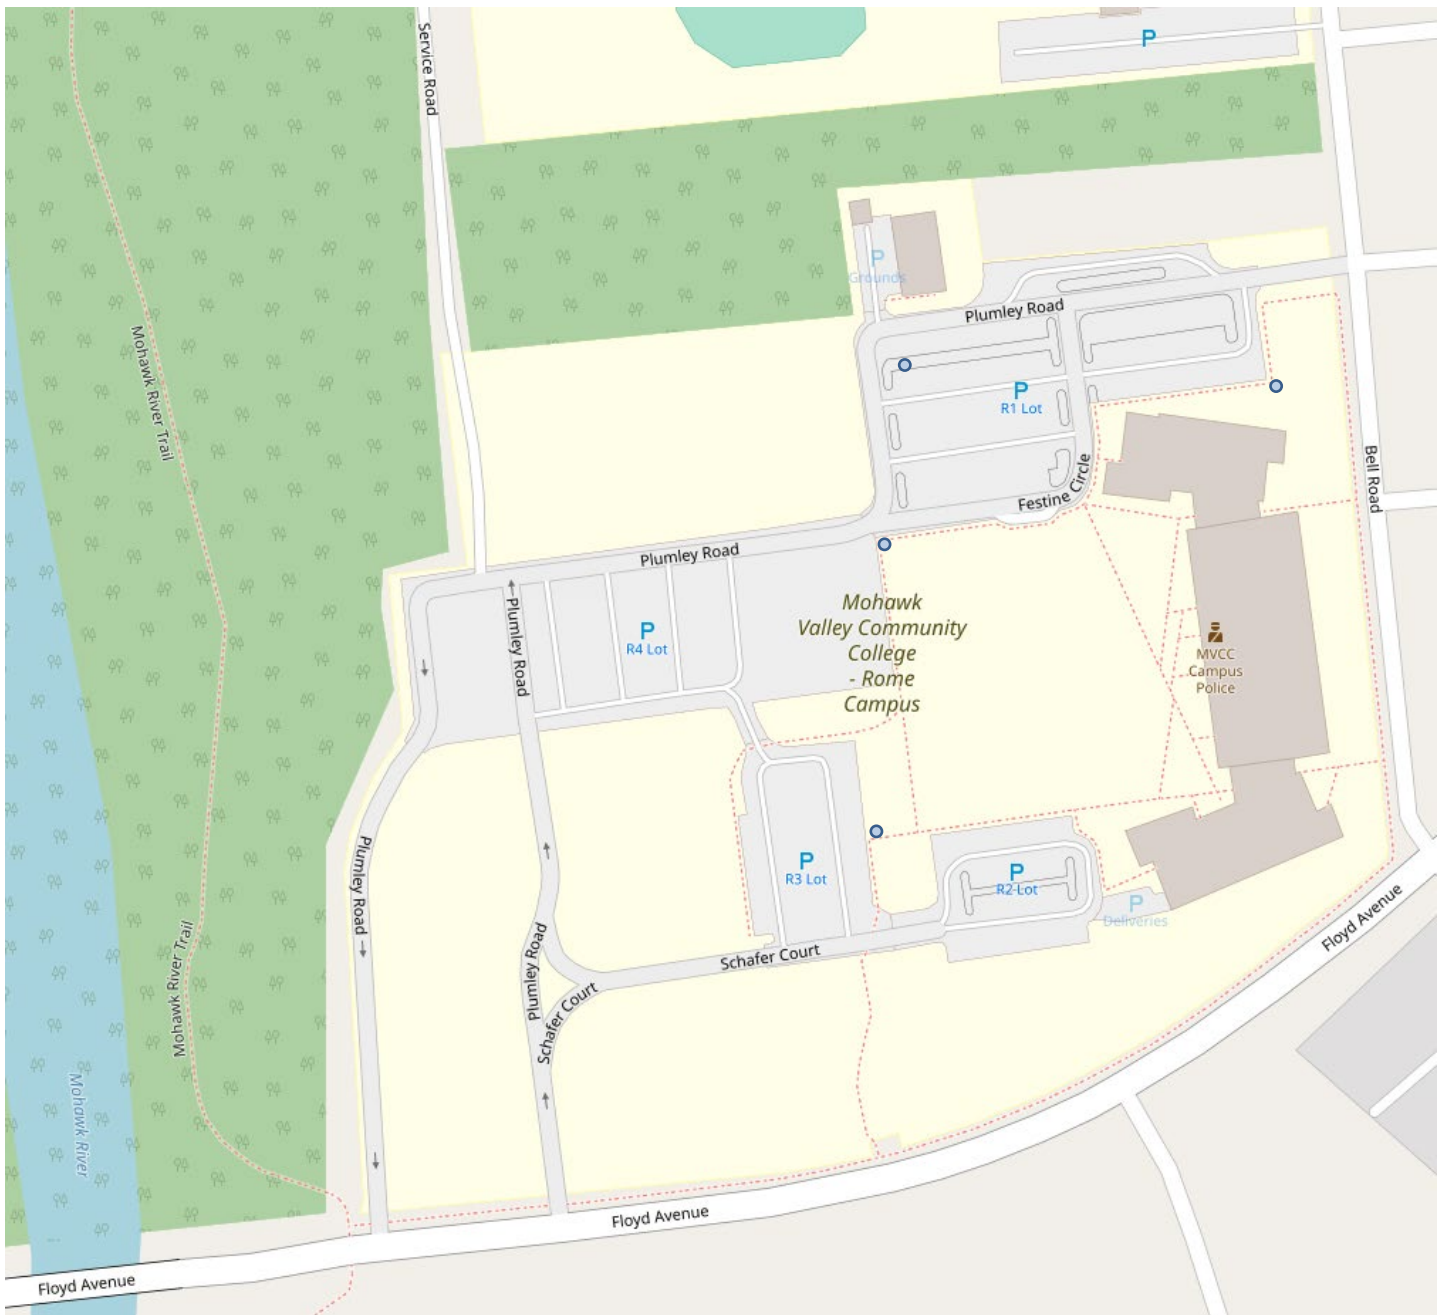 Service Road
P
P
Grounds
Plumley Road
P
R1 Lot
Mohawk River Trail
Bell Road
Festine Circle
Plumley Road
Plumley Road
P
R4 Lot
Mohawk
Valley Community
College
- Rome
Campus
MVCC
Campus
Police
Plumley Road
P
R3 Lot
P
R2 Lot
P
Deliveries
Floyd Avenue
Mohawk River Trail
Plumley Road
Schafer Court
Schafer Court
Mohawk River
Floyd Avenue
Floyd Avenue